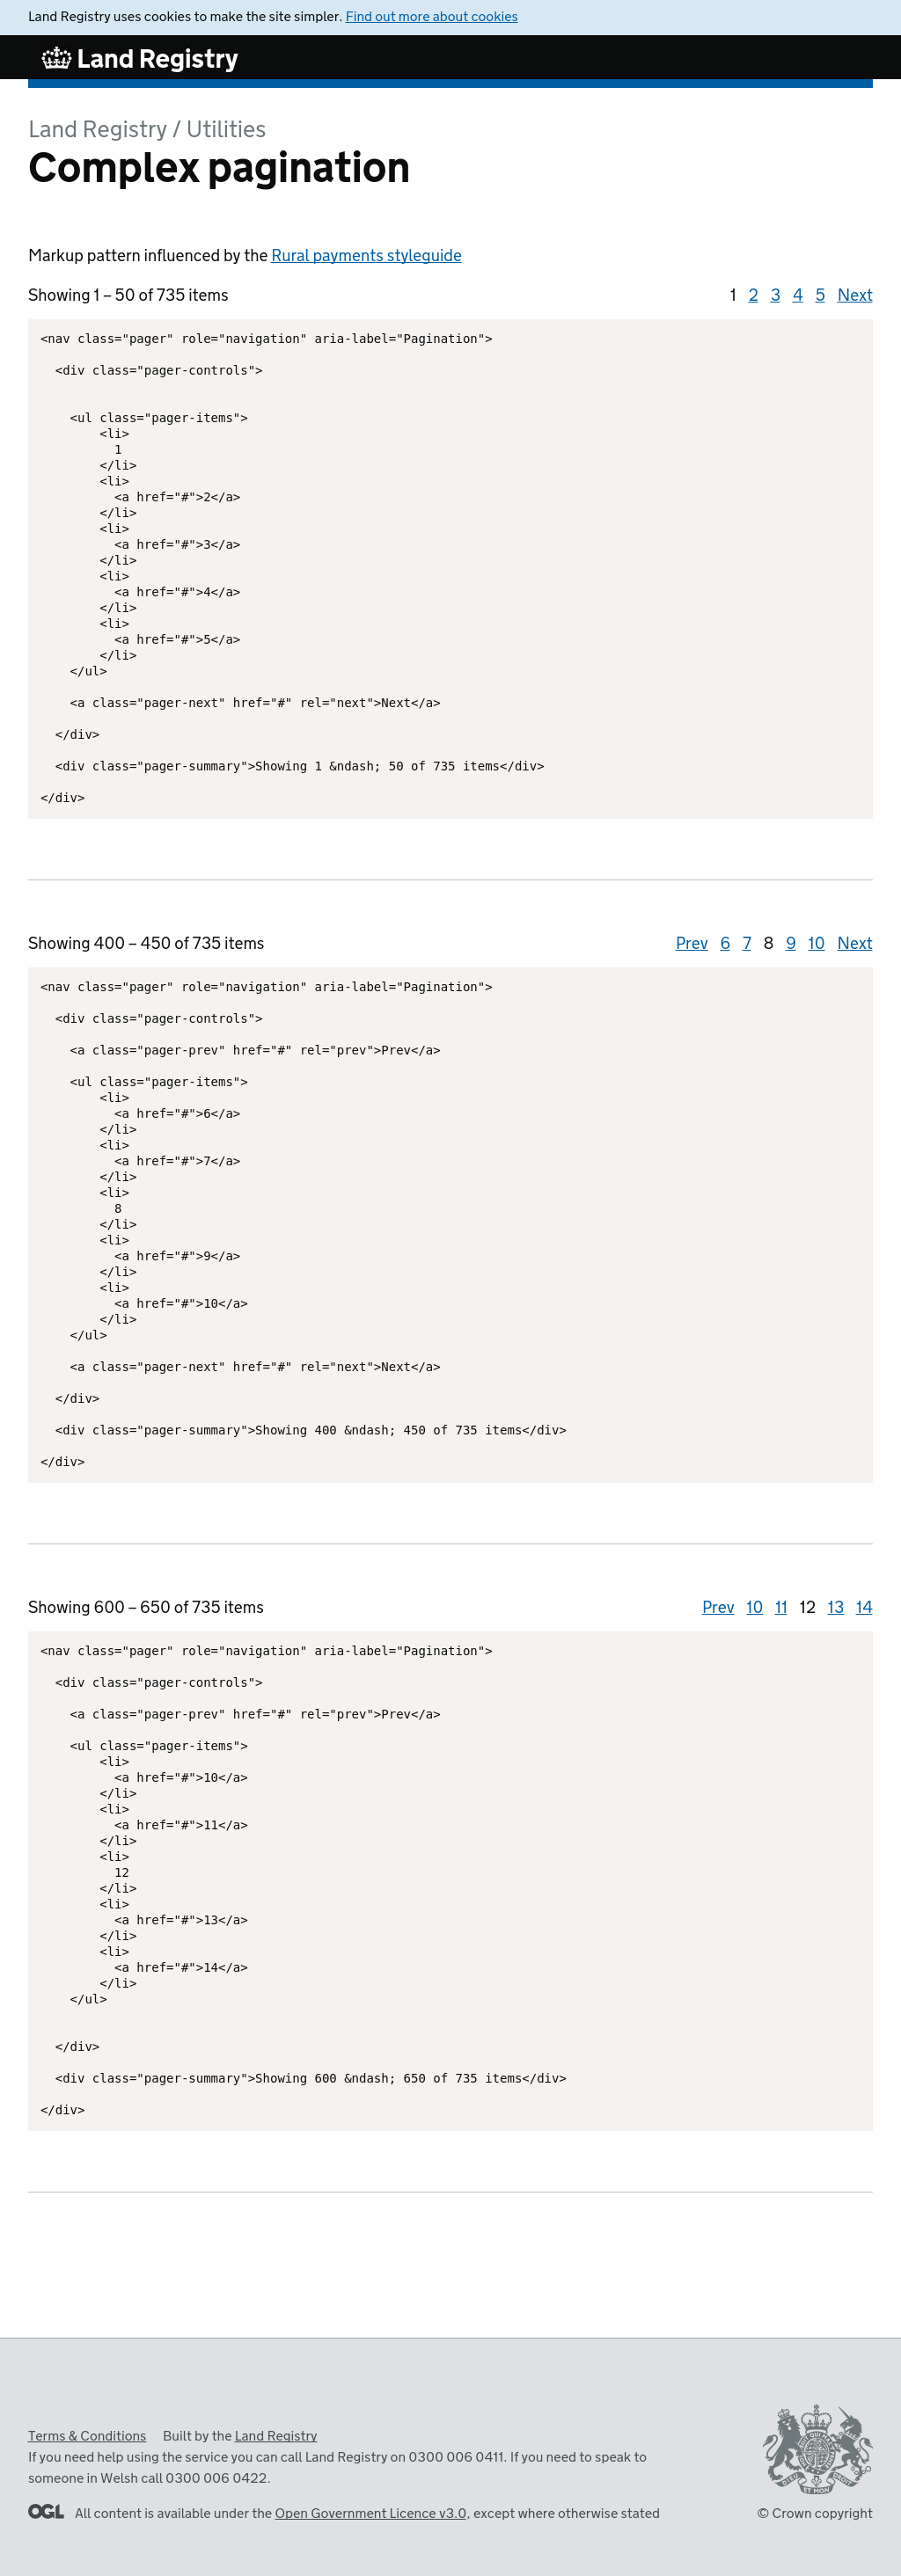 Land Registry uses cookies to make the site simpler. Find out more about cookies
Land Registry
Land Registry / Utilities
Complex pagination
Markup pattern influenced by the Rural payments styleguide
Showing 1 – 50 of 735 items
1 2 3 4 5 Next
<nav class="pager" role="navigation" aria-label="Pagination">
<div class="pager-controls">
<ul class="pager-items">
<li>
1
</li>
<li>
<a href="#">2</a>
</li>
<li>
<a href="#">3</a>
</li>
<li>
<a href="#">4</a>
</li>
<li>
<a href="#">5</a>
</li>
</ul>
<a class="pager-next" href="#" rel="next">Next</a>
</div>
<div class="pager-summary">Showing 1 &ndash; 50 of 735 items</div>
</div>
Showing 400 – 450 of 735 items
Prev 6 7 8 9 10 Next
<nav class="pager" role="navigation" aria-label="Pagination">
<div class="pager-controls">
<a class="pager-prev" href="#" rel="prev">Prev</a>
<ul class="pager-items">
<li>
<a href="#">6</a>
</li>
<li>
<a href="#">7</a>
</li>
<li>
8
</li>
<li>
<a href="#">9</a>
</li>
<li>
<a href="#">10</a>
</li>
</ul>
<a class="pager-next" href="#" rel="next">Next</a>
</div>
<div class="pager-summary">Showing 400 &ndash; 450 of 735 items</div>
</div>
Showing 600 – 650 of 735 items
Prev 10 11 12 13 14
<nav class="pager" role="navigation" aria-label="Pagination">
<div class="pager-controls">
<a class="pager-prev" href="#" rel="prev">Prev</a>
<ul class="pager-items">
<li>
<a href="#">10</a>
</li>
<li>
<a href="#">11</a>
</li>
<li>
12
</li>
<li>
<a href="#">13</a>
</li>
<li>
<a href="#">14</a>
</li>
</ul>
</div>
<div class="pager-summary">Showing 600 &ndash; 650 of 735 items</div>
</div>
Terms & Conditions Built by the Land Registry
If you need help using the service you can call Land Registry on 0300 006 0411. If you need to speak to
someone in Welsh call 0300 006 0422.
OGL All content is available under the Open Government Licence v3.0, except where otherwise stated
© Crown copyright